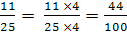 11/25 = 11 ×4/25 ×4 = 44/100